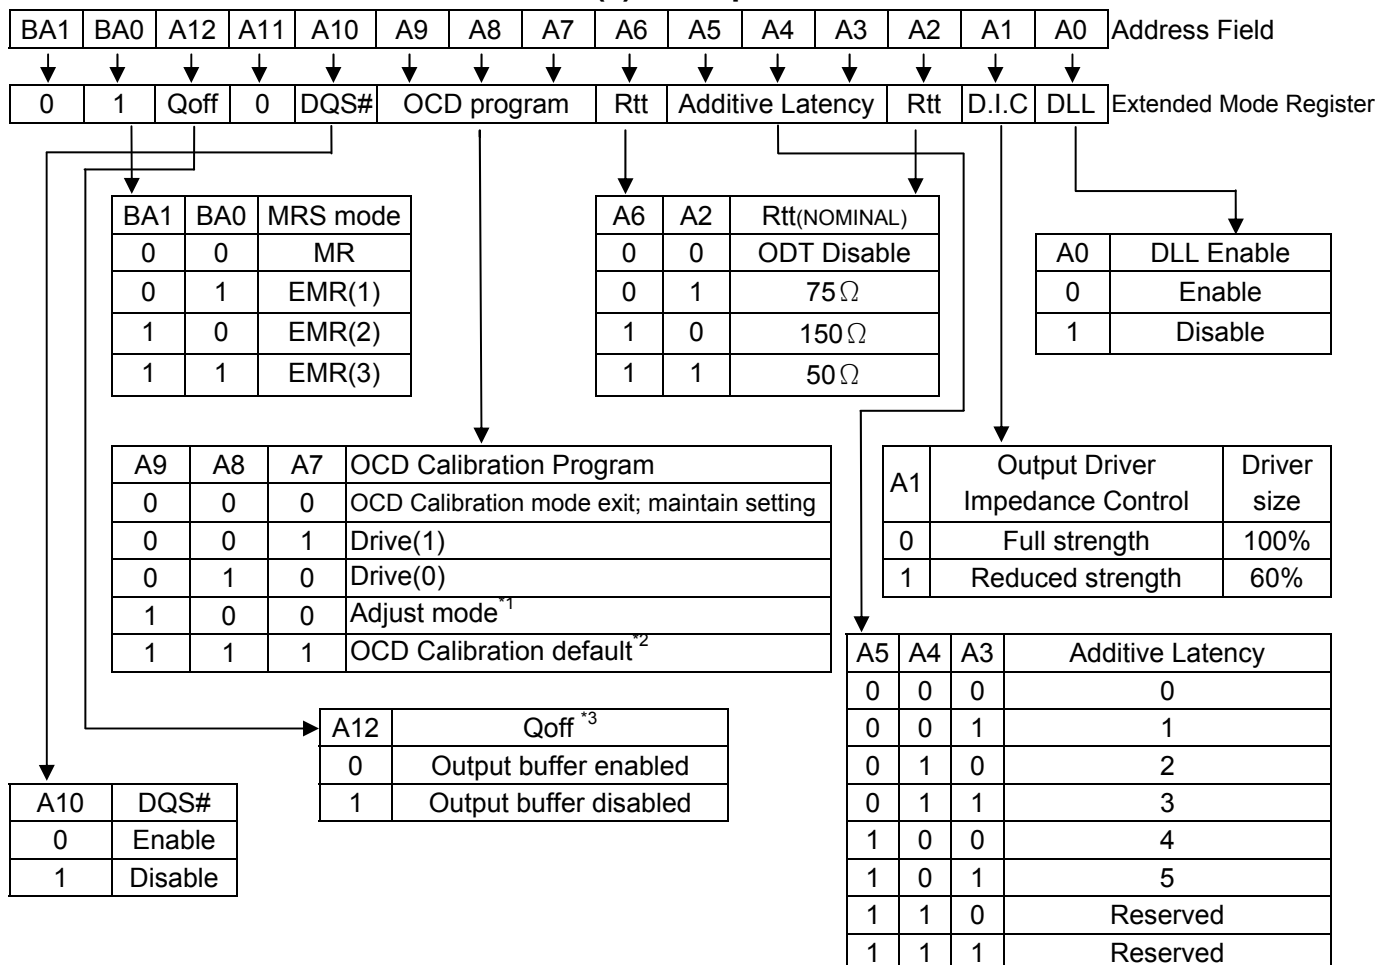 BA1 BA0 A12 A11 A10 A9 A8 A7 A6 A5 A4 A3 A2 A1 A0 Address Field
0 1 Qoff 0 DQS# OCD program Rtt Additive Latency Rtt D.I.C DLL Extended Mode Register
BA1 BA0 MRS mode
0 0 MR
0 1 EMR(1)
1 0 EMR(2)
1 1 EMR(3)
A6 A2 Rtt(NOMINAL)
0 0 ODT Disable
0 1 75Ω
1 0 150Ω
1 1 50Ω
A0 DLL Enable
0 Enable
1 Disable
A9 A8 A7 OCD Calibration Program
0 0 0 OCD Calibration mode exit; maintain setting
0 0 1 Drive(1)
0 1 0 Drive(0)
1 0 0 Adjust mode*1
1 1 1 OCD Calibration default*2
A1 Output Driver Impedance Control Driver size
0 Full strength 100%
1 Reduced strength 60%
A12 Qoff *3
0 Output buffer enabled
1 Output buffer disabled
A10 DQS#
0 Enable
1 Disable
A5 A4 A3 Additive Latency
0 0 0 0
0 0 1 1
0 1 0 2
0 1 1 3
1 0 0 4
1 0 1 5
1 1 0 Reserved
1 1 1 Reserved